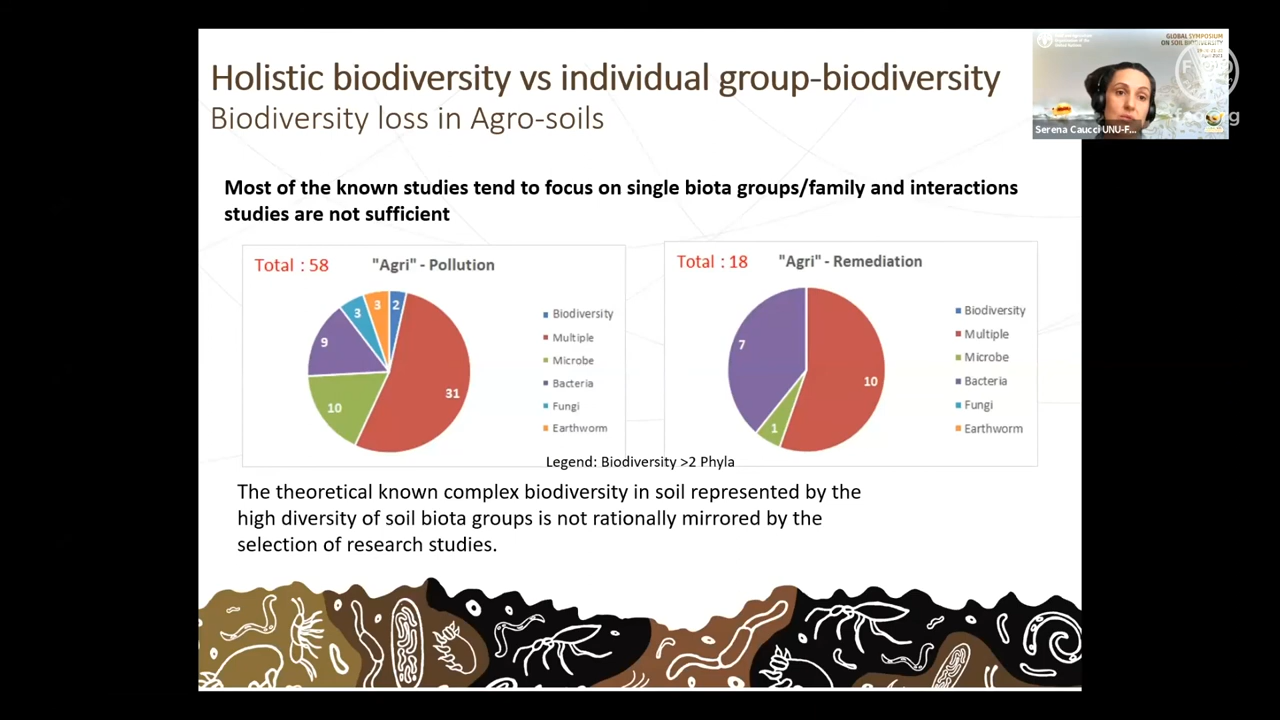 Holistic biodiversity vs individual group-biodiversity
Biodiversity loss in Agro-soils
GLOBAL SYMPOSIUM
ON SOIL BIODIVERSITY
Serena Caucci UNU-F...
Most of the known studies tend to focus on single biota groups/family and interactions
studies are not sufficient
Total : 58
"Agri" - Pollution
2
31
10
9
3
3
Biodiversity
Multiple
Microbe
Bacteria
Fungi
Earthworm
Total : 18
"Agri" - Remediation
10
1
7
Biodiversity
Multiple
Microbe
Bacteria
Fungi
Earthworm
Legend: Biodiversity >2 Phyla
The theoretical known complex biodiversity in soil represented by the
high diversity of soil biota groups is not rationally mirrored by the
selection of research studies.